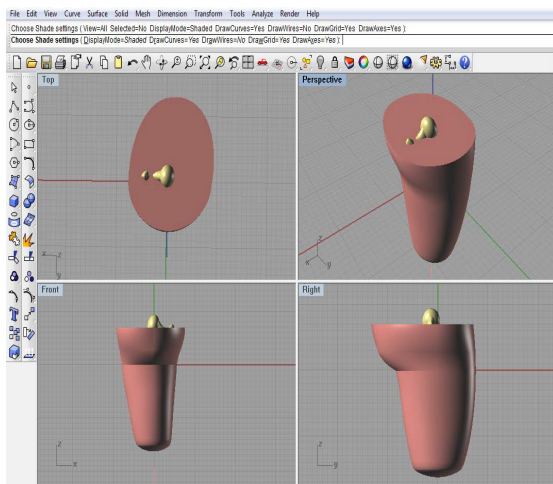 File Edit View Curve Surface Solid Mesh Dimension Transform Tools Analyze Render Help
Choose Shade settings ( View=All Selected=No DisplayMode=Shaded DrawCurves=Yes DrawWires=No DrawGrid=Yes DrawAxes=Yes ):
Choose Shade settings ( DisplayMode=Shaded DrawCurves=Yes DrawWires=No DrawGrid=Yes DrawAxes=Yes ):
Top
Perspective
x z
y
z
x y
Front
Right
z
x
z
y